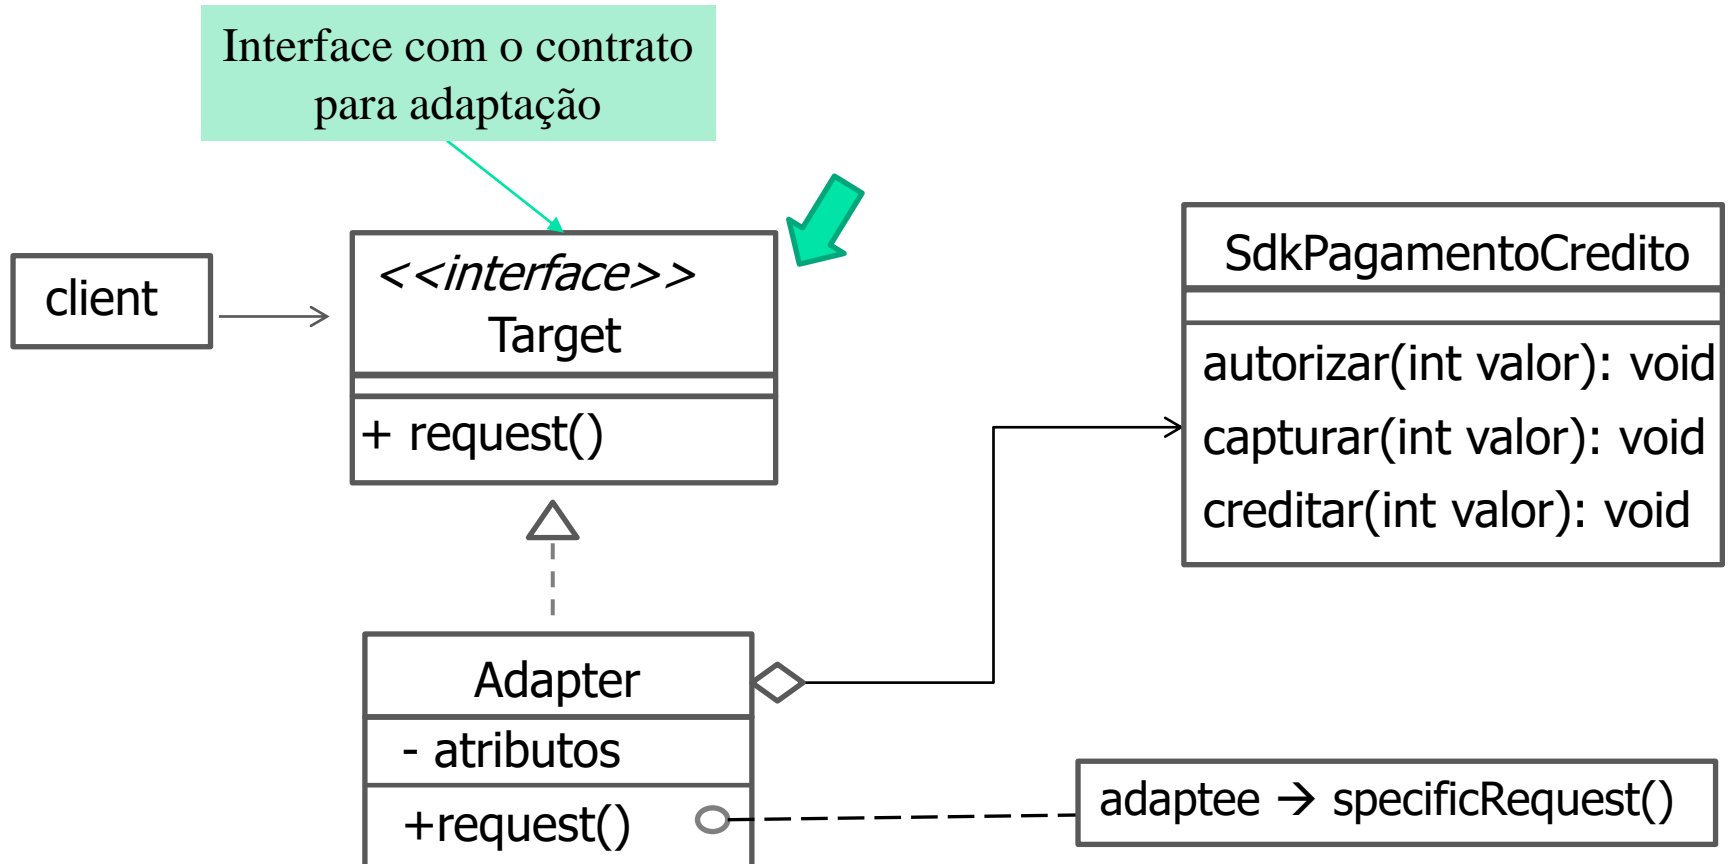 Interface com o contrato
para adaptação
client
<<interface>>
Target
+ request()
SdkPagamentoCredito
autorizar(int valor): void
capturar(int valor): void
creditar(int valor): void
Adapter
- atributos
+request()
adaptee → specificRequest()